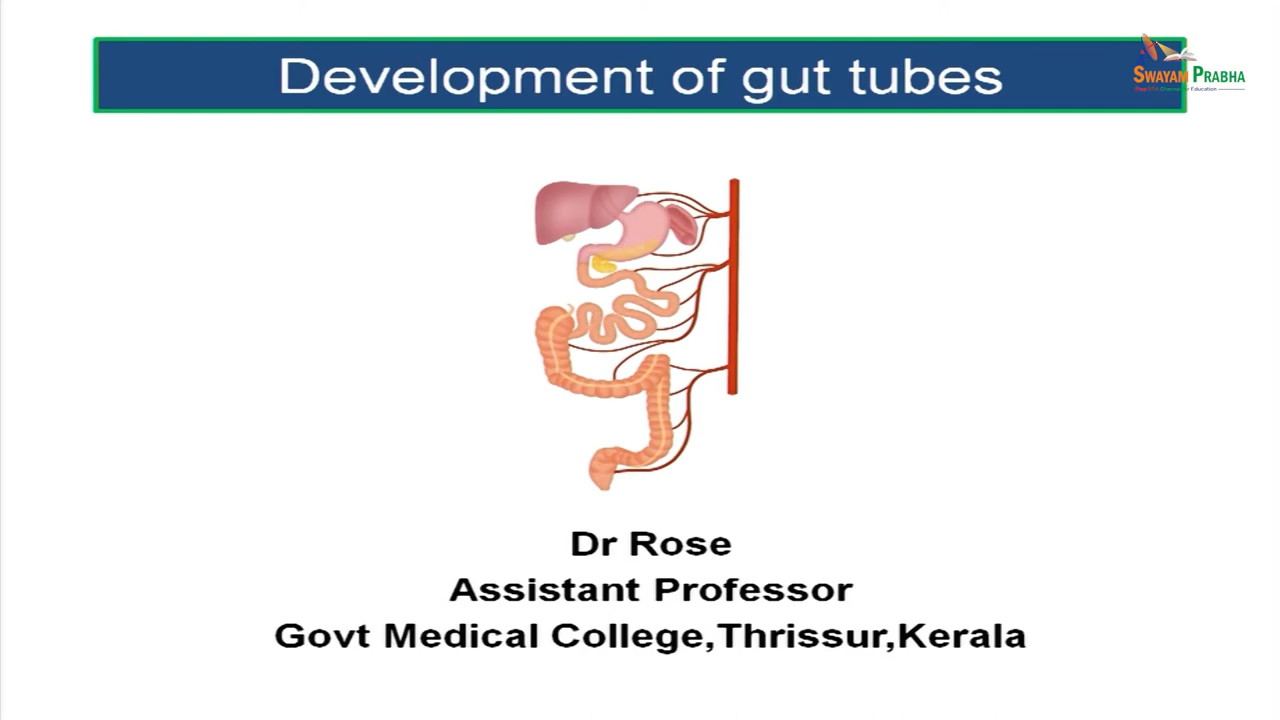 Development of gut tubes
SWAYAM PRABHA
Dr Rose
Assistant Professor
Govt Medical College,Thrissur,Kerala